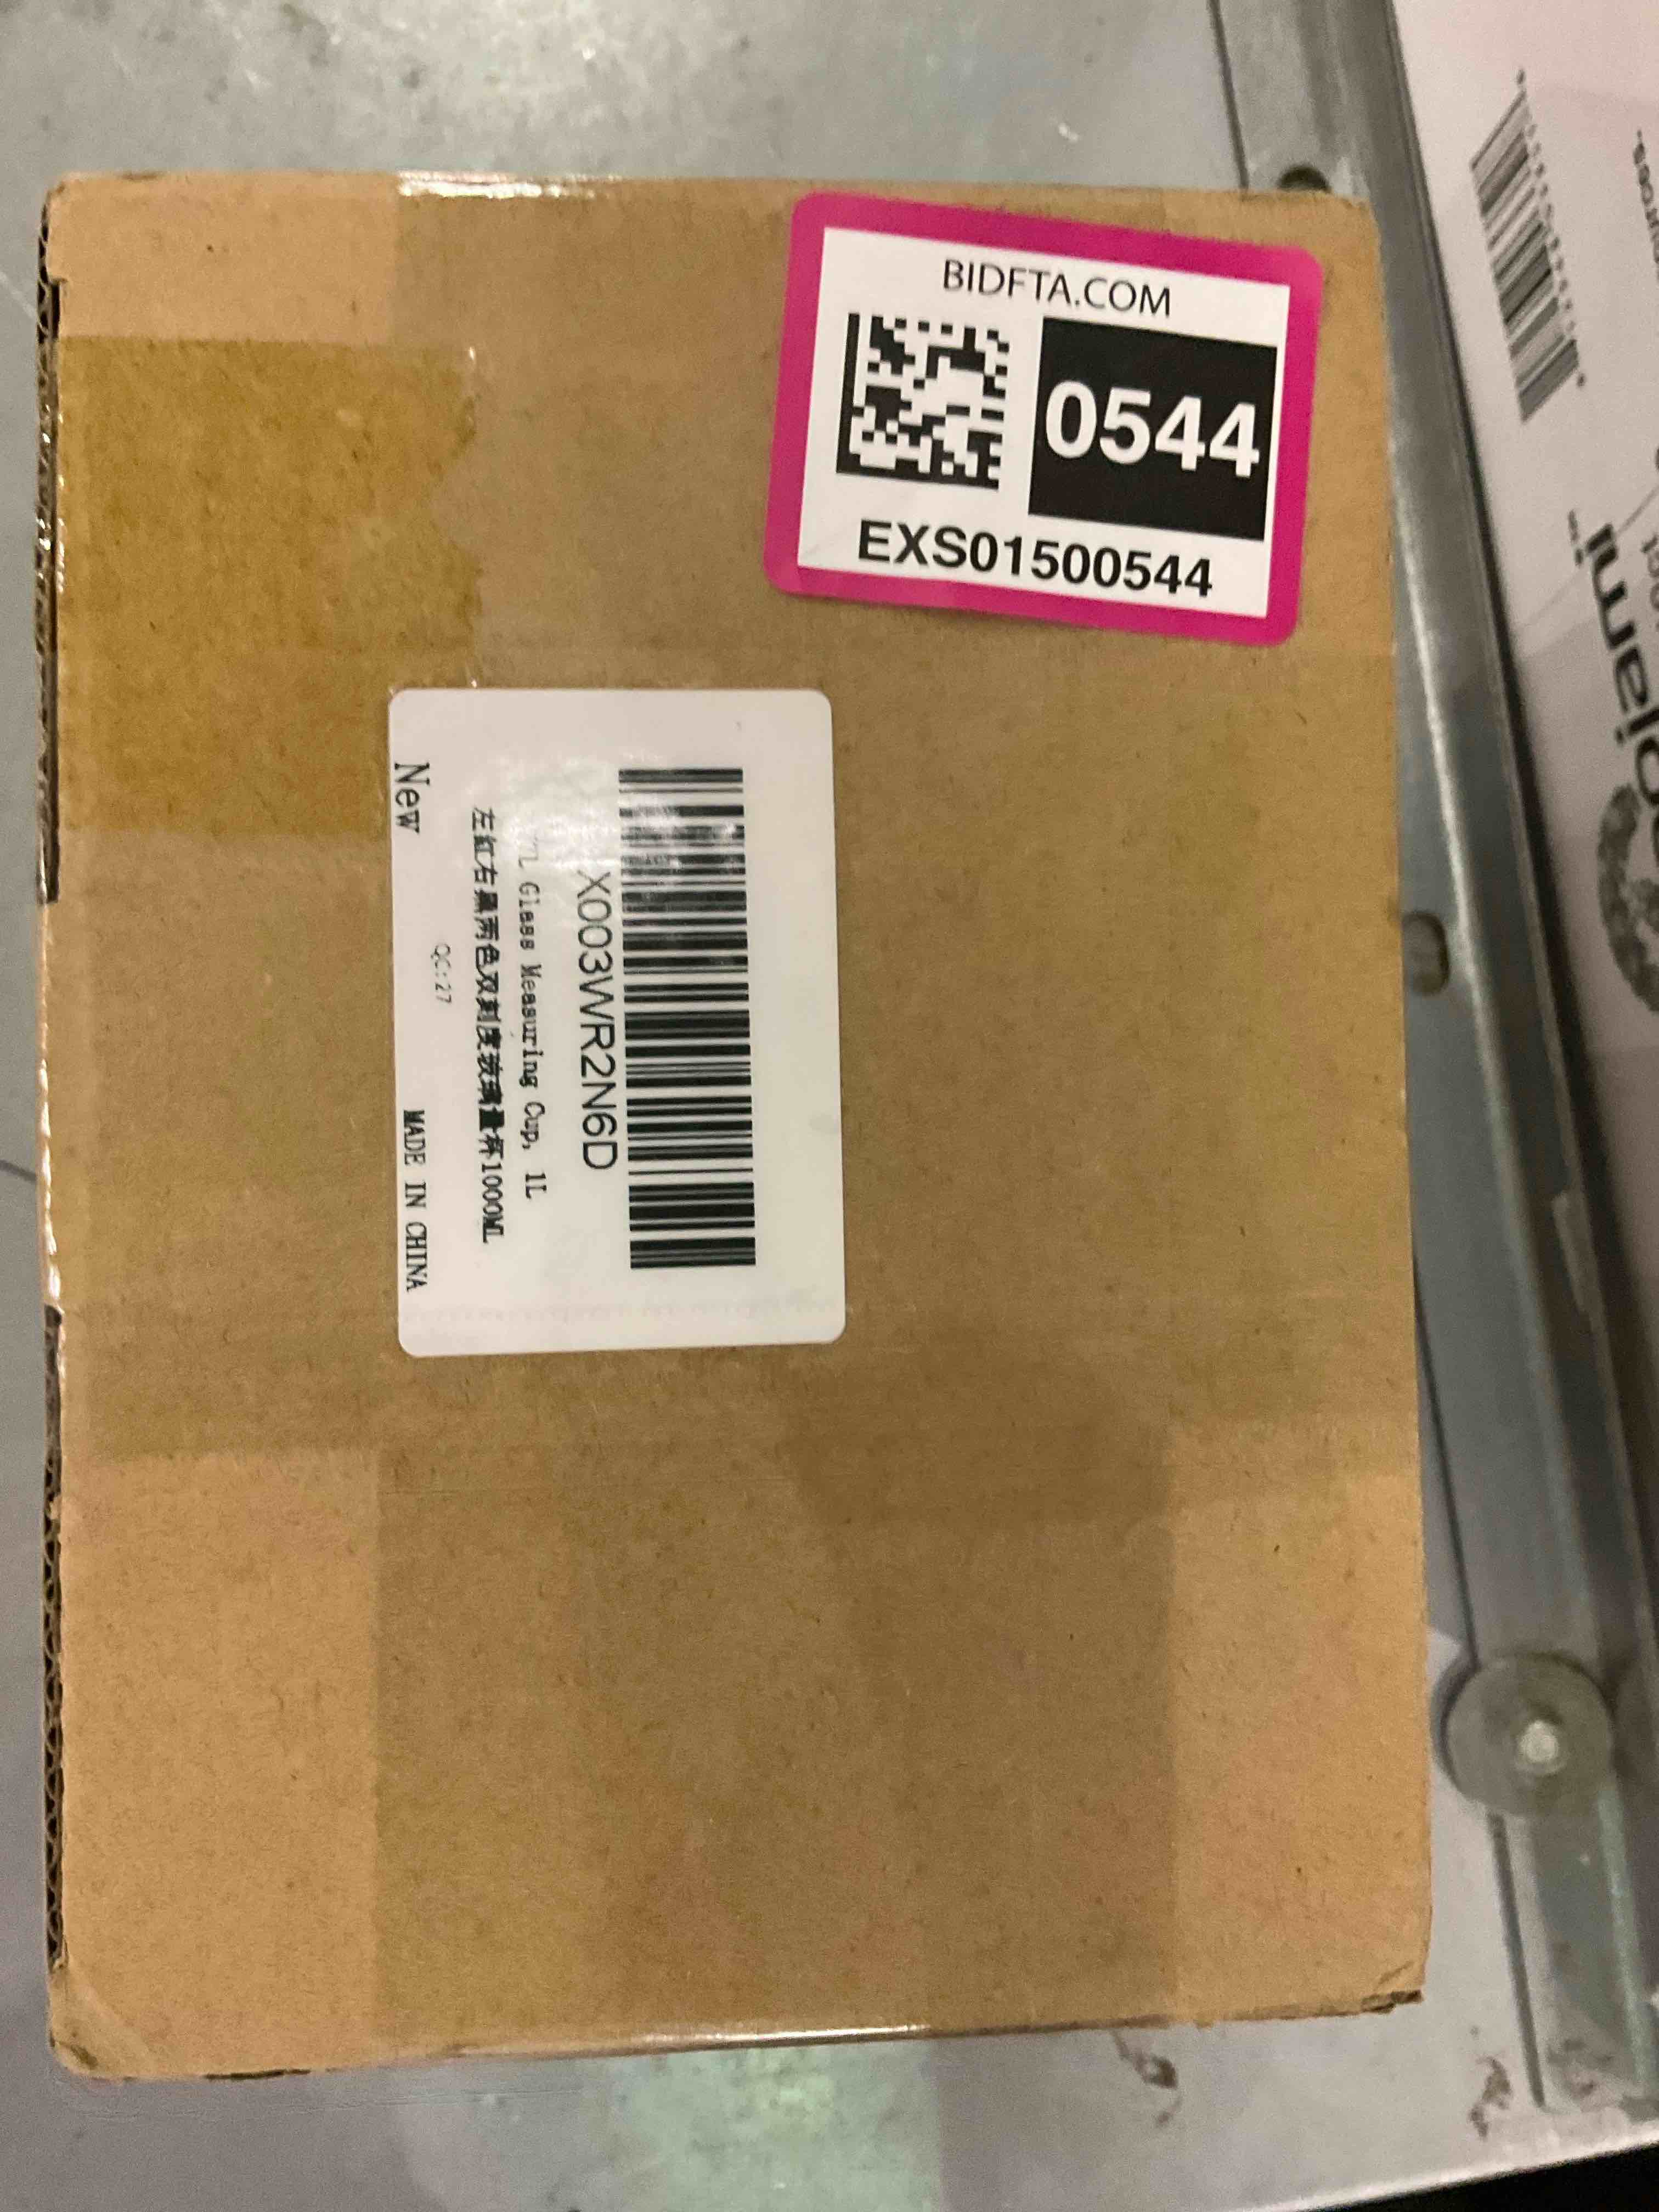 BIDFTA.COM
0544
EXS01500544
X003WR2N6D
Glass Measuring Cup, 1L
左红右黑两色双刻度玻璃量杯1000ML
QC:27
New
MADE IN CHINA